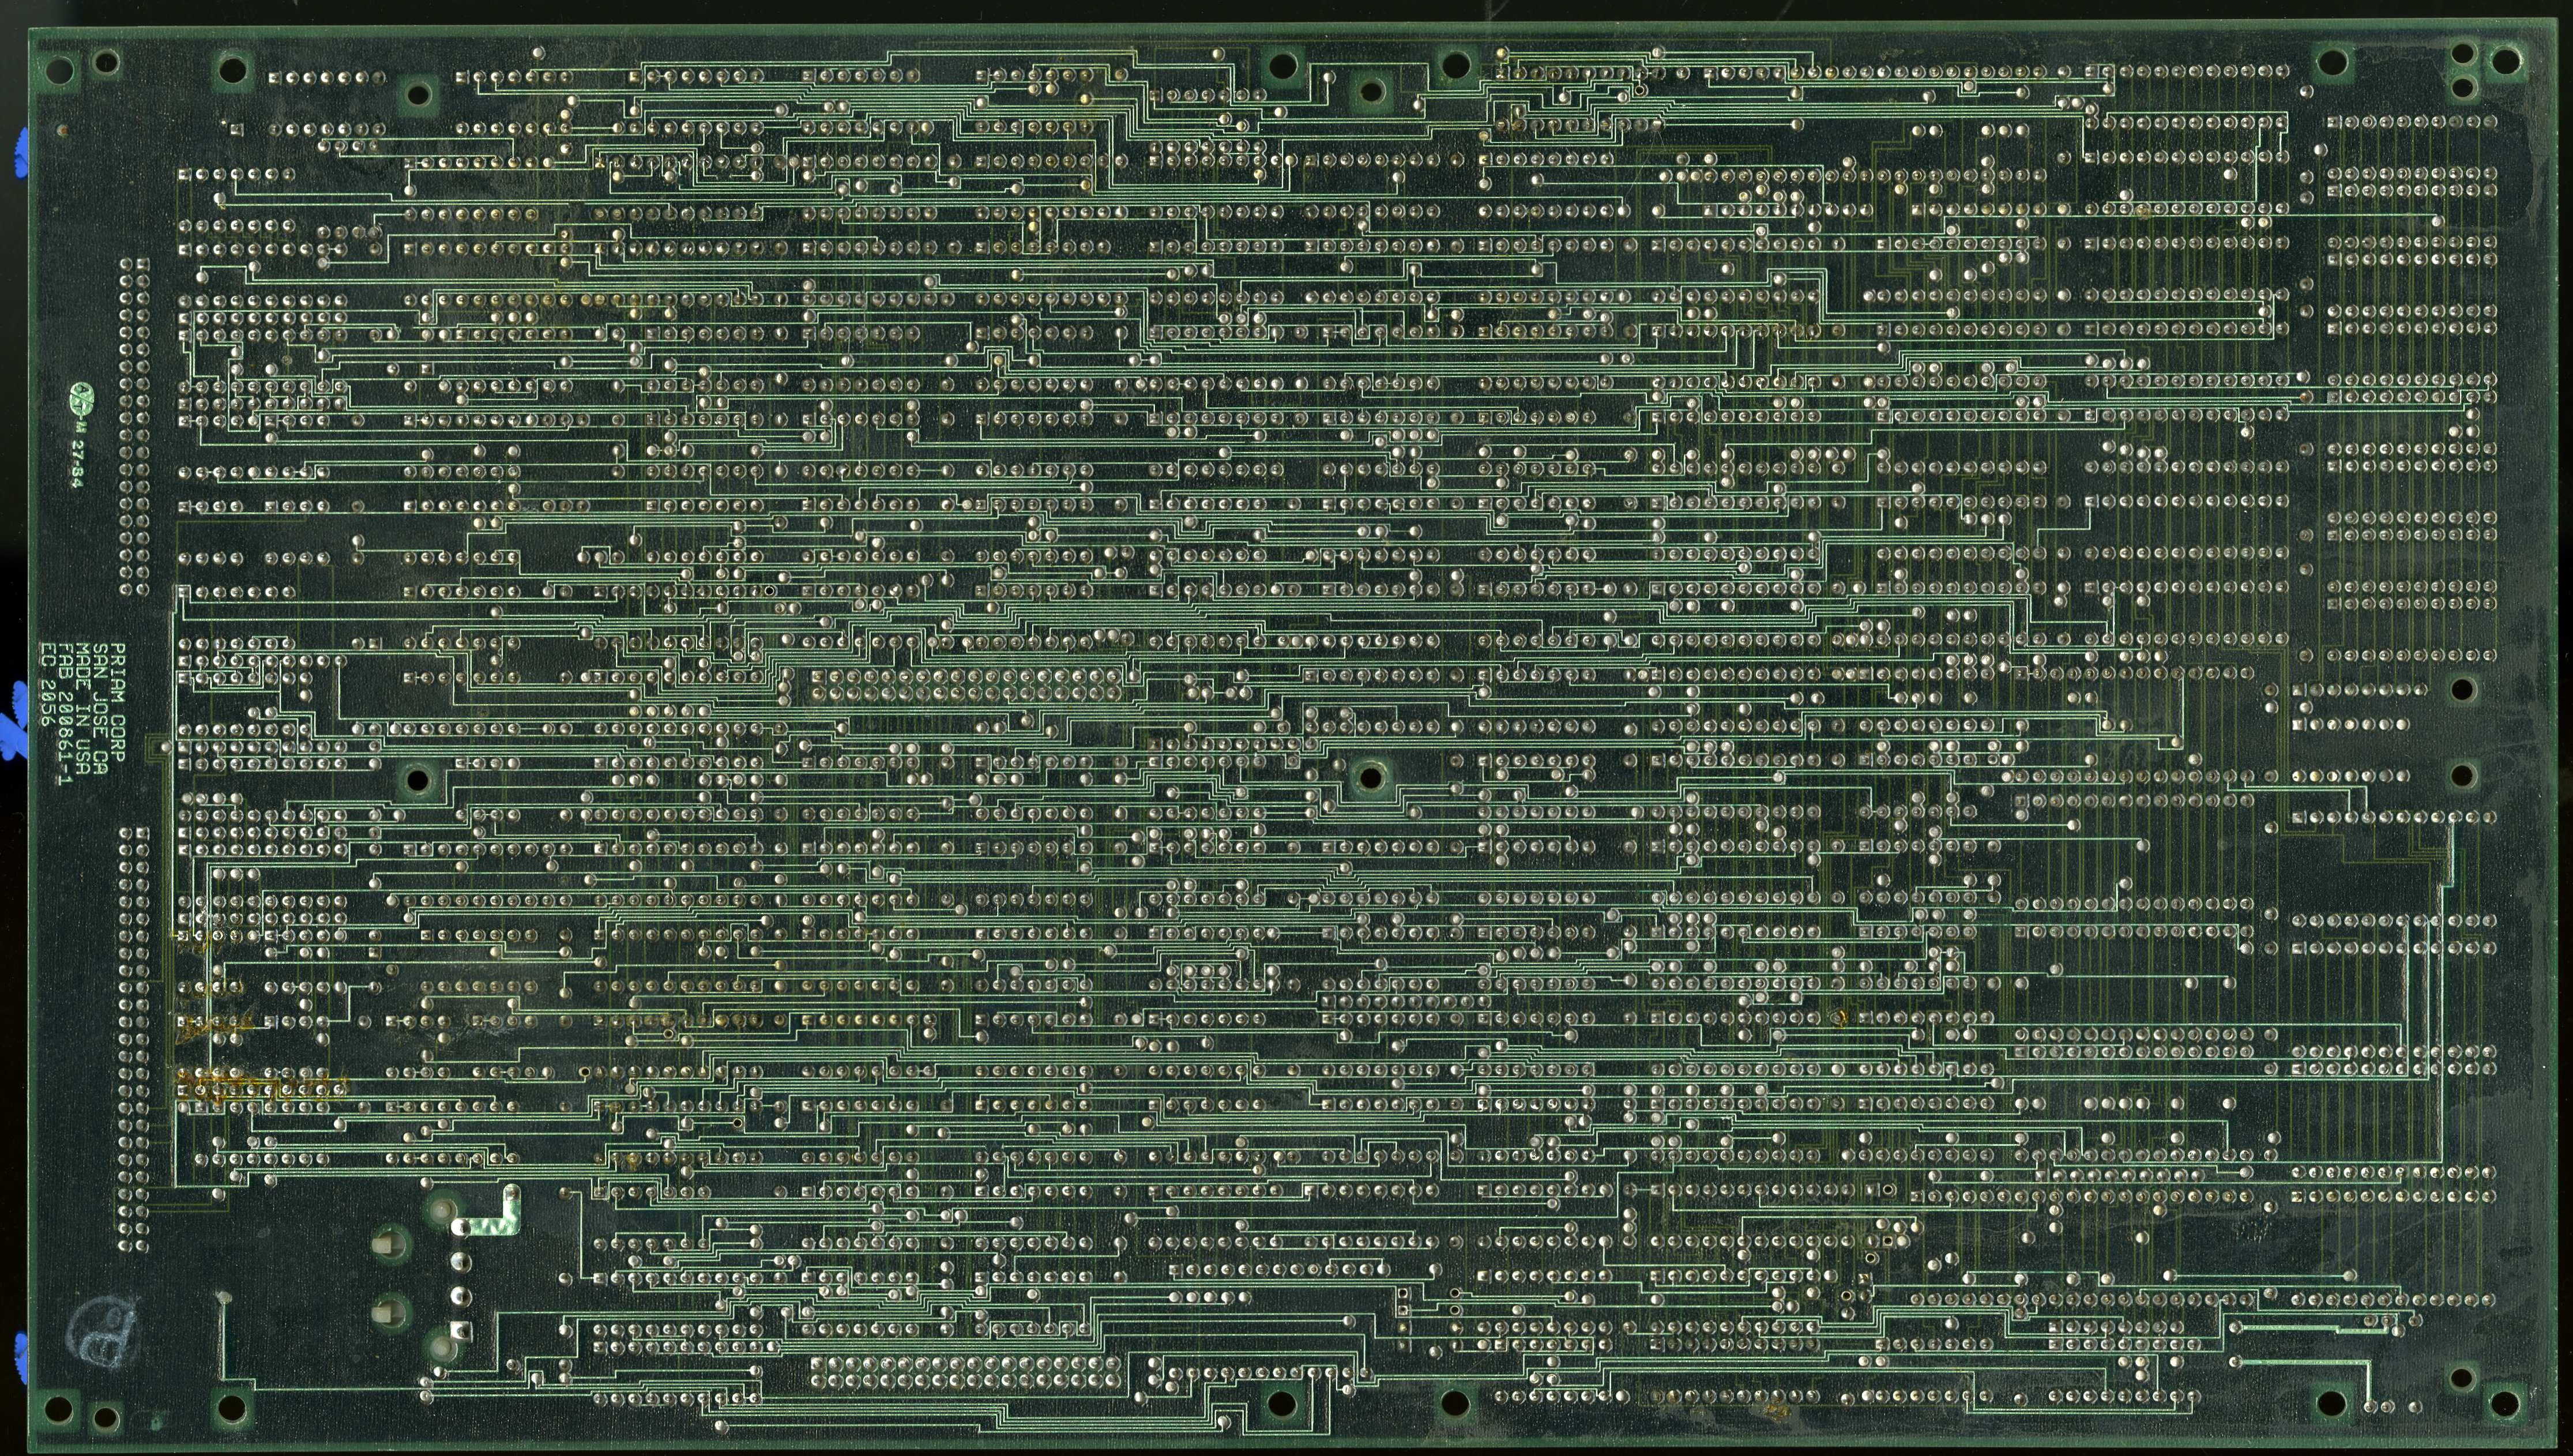 M 27-84
PRIAM CORP
SAN JOSE CA
MADE IN USA
FAB 200861-1
EC 2056